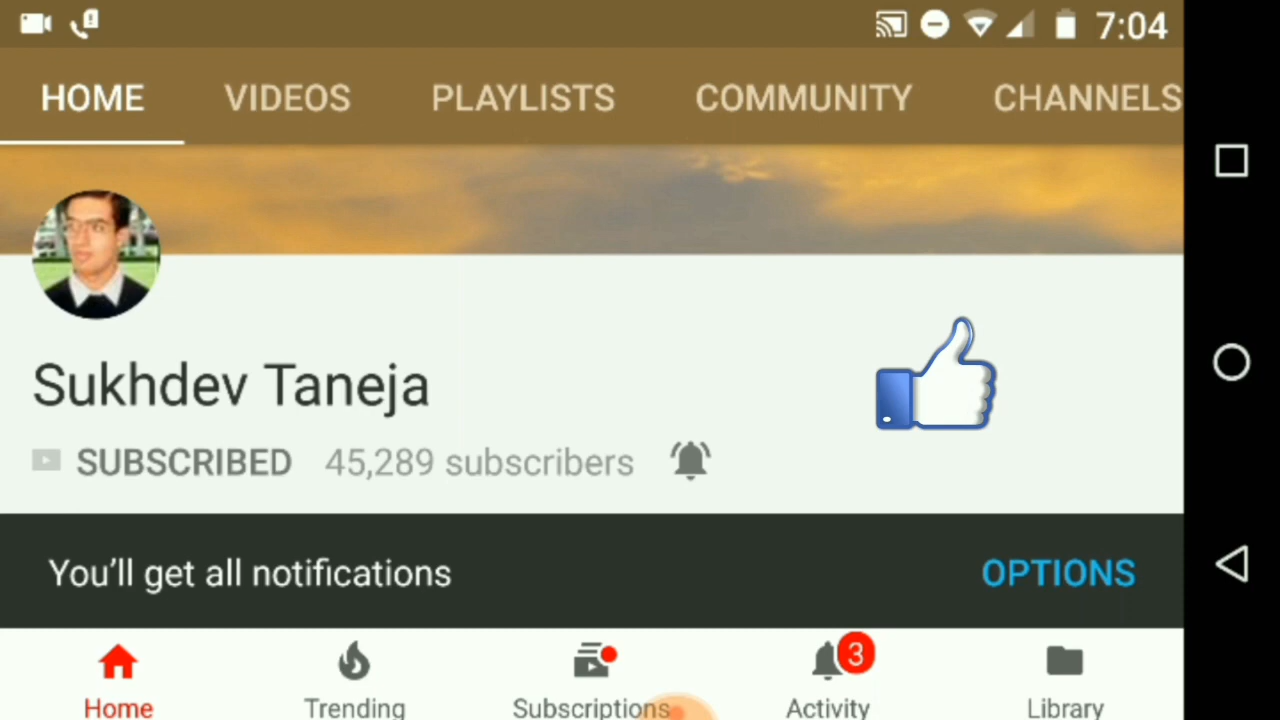 7:04
HOME VIDEOS PLAYLISTS COMMUNITY CHANNELS
Sukhdev Taneja
SUBSCRIBED 45,289 subscribers
You'll get all notifications OPTIONS
3
Home Trending Subscriptions Activity Library